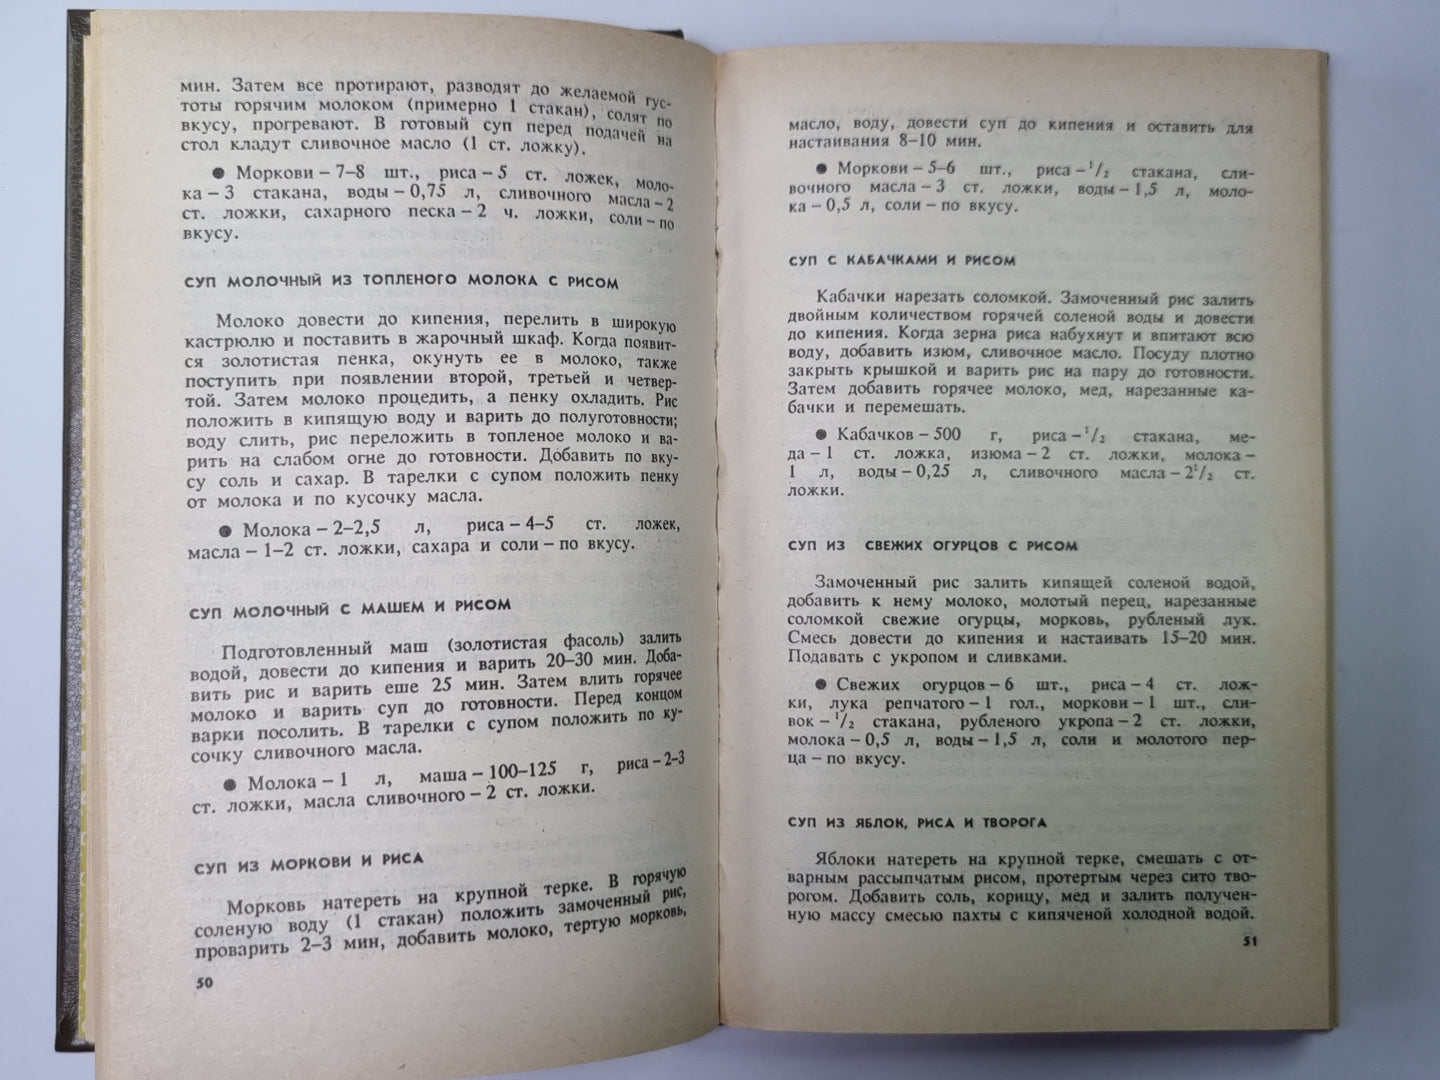 мин. Затем все протирают, разводят до желаемой гус-
тоты горячим молоком (примерно 1 стакан), солят по
вкусу, прогревают. В готовый суп перед подачей на
стол кладут сливочное масло (1 ст. ложку).
● Моркови – 7–8 шт., риса – 5 ст. ложек, моло-
ка – 3 стакана, воды – 0,75 л, сливочного масла – 2
ст. ложки, сахарного песка – 2 ч. ложки, соли – по
вкусу.
СУП МОЛОЧНЫЙ ИЗ ТОПЛЕНОГО МОЛОКА С РИСОМ
Молоко довести до кипения, перелить в широкую
кастрюлю и поставить в жарочный шкаф. Когда появит-
ся золотистая пенка, окунуть ее в молоко, также
поступить при появлении второй, третьей и четвер-
той. Затем молоко процедить, а пенку охладить. Рис
положить в кипящую воду и варить до полуготовности;
воду слить, рис переложить в топленое молоко и ва-
рить на слабом огне до готовности. Добавить по вку-
су соль и сахар. В тарелки с супом положить пенку
от молока и по кусочку масла.
● Молока – 2–2,5 л, риса – 4–5 ст. ложек,
масла – 1–2 ст. ложки, сахара и соли – по вкусу.
СУП МОЛОЧНЫЙ С МАШЕМ И РИСОМ
Подготовленный маш (золотистая фасоль) залить
водой, довести до кипения и варить 20–30 мин. Доба-
вить рис и варить еше 25 мин. Затем влить горячее
молоко и варить суп до готовности. Перед концом
варки посолить. В тарелки с супом положить по ку-
сочку сливочного масла.
● Молока – 1 л, маша – 100–125 г, риса – 2–3
ст. ложки, масла сливочного – 2 ст. ложки.
СУП ИЗ МОРКОВИ И РИСА
Морковь натереть на крупной терке. В горячую
соленую воду (1 стакан) положить замоченный рис,
проварить 2–3 мин, добавить молоко, тертую морковь,
50
масло, воду, довести суп до кипения и оставить для
настаивания 8–10 мин.
● Моркови – 5–6 шт., риса – 1/2 стакана, сли-
вочного масла – 3 ст. ложки, воды – 1,5 л, моло-
ка – 0,5 л, соли – по вкусу.
СУП С КАБАЧКАМИ И РИСОМ
Кабачки нарезать соломкой. Замоченный рис залить
двойным количеством горячей соленой воды и довести
до кипения. Когда зерна риса набухнут и впитают всю
воду, добавить изюм, сливочное масло. Посуду плотно
закрыть крышкой и варить рис на пару до готовности.
Затем добавить горячее молоко, мед, нарезанные ка-
бачки и перемешать.
● Кабачков – 500 г, риса – 1/2 стакана, ме-
да – 1 ст. ложка, изюма – 2 ст. ложки, молока –
1 л, воды – 0,25 л, сливочного масла – 2 1/2 ст.
ложки.
СУП ИЗ СВЕЖИХ ОГУРЦОВ С РИСОМ
Замоченный рис залить кипящей соленой водой,
добавить к нему молоко, молотый перец, нарезанные
соломкой свежие огурцы, морковь, рубленый лук.
Смесь довести до кипения и настаивать 15–20 мин.
Подавать с укропом и сливками.
● Свежих огурцов – 6 шт., риса – 4 ст. лож-
ки, лука репчатого – 1 гол., моркови – 1 шт., сли-
вок – 1/2 стакана, рубленого укропа – 2 ст. ложки,
молока – 0,5 л, воды – 1,5 л, соли и молотого пер-
ца – по вкусу.
СУП ИЗ ЯБЛОК, РИСА И ТВОРОГА
Яблоки натереть на крупной терке, смешать с от-
варным рассыпчатым рисом, протертым через сито тво-
рогом. Добавить соль, корицу, мед и залить получен-
ную массу смесью пахты с кипяченой холодной водой.
51